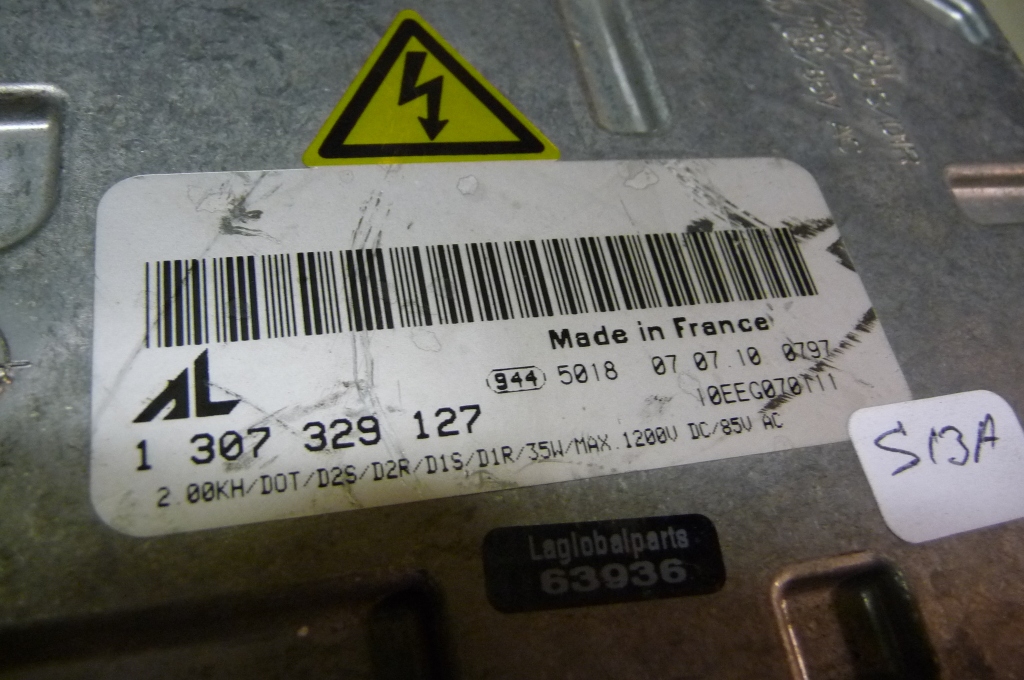 Made in France
944 5018 07 07.10 0797
AL
1 307 329 127
2.00KH/DOT/D2S/D2R/D1S/D1R/35W/MAX.1200V DC/85V AC
S13A
Laglobalparts
63936